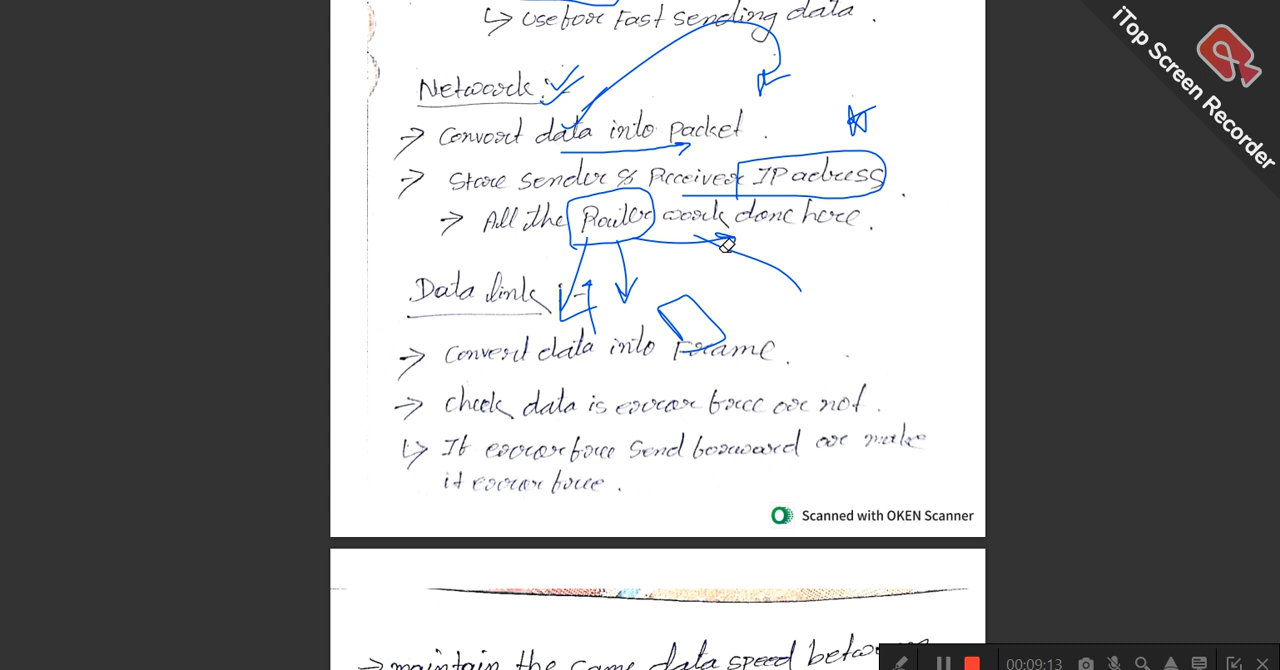 ↳ Use for Fast sending data.
Network:
→ Convert data into packet.
→ Store sender & Receiver IP adress.
→ All the Router work done here.
Data link :-
→ Convert data into Frame.
→ check data is error free or not.
↳ If error free send forward or make
it error free.
Scanned with OKEN Scanner
→ maintain the same data speed
iTop Screen Recorder
00:09:13